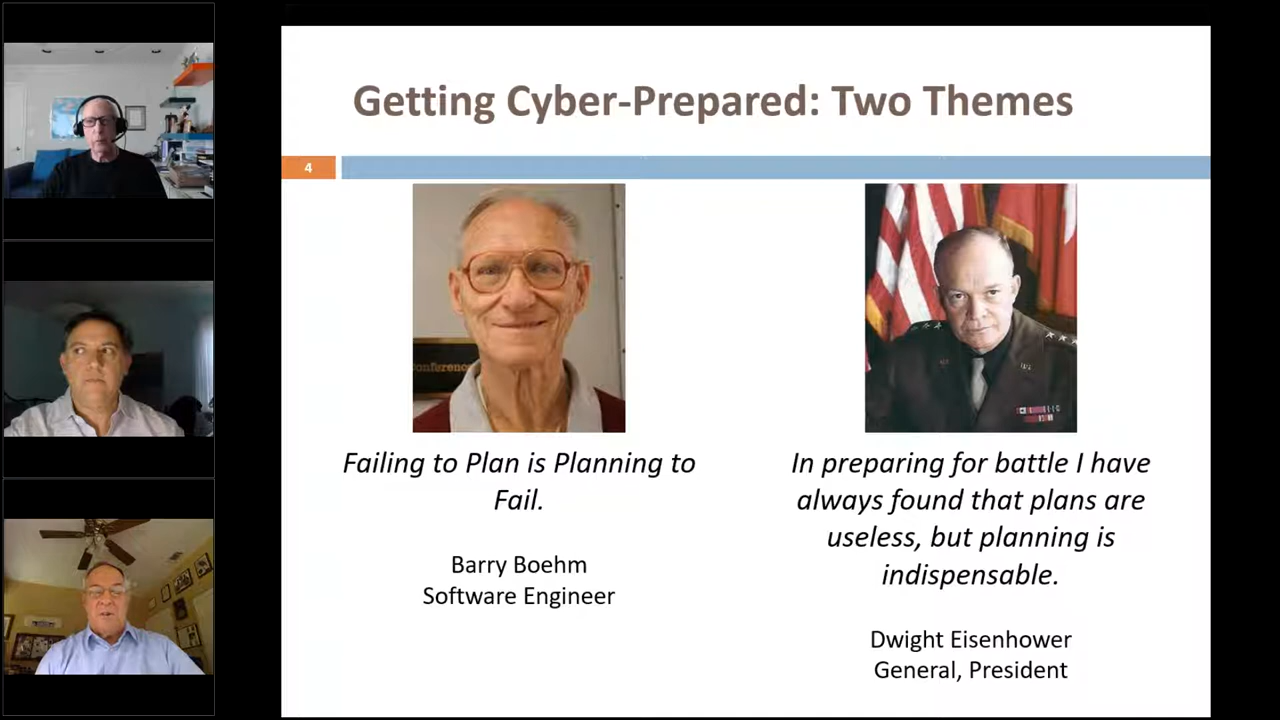 Getting Cyber-Prepared: Two Themes
4
onference
Failing to Plan is Planning to
Fail.
Barry Boehm
Software Engineer
In preparing for battle I have
always found that plans are
useless, but planning is
indispensable.
Dwight Eisenhower
General, President